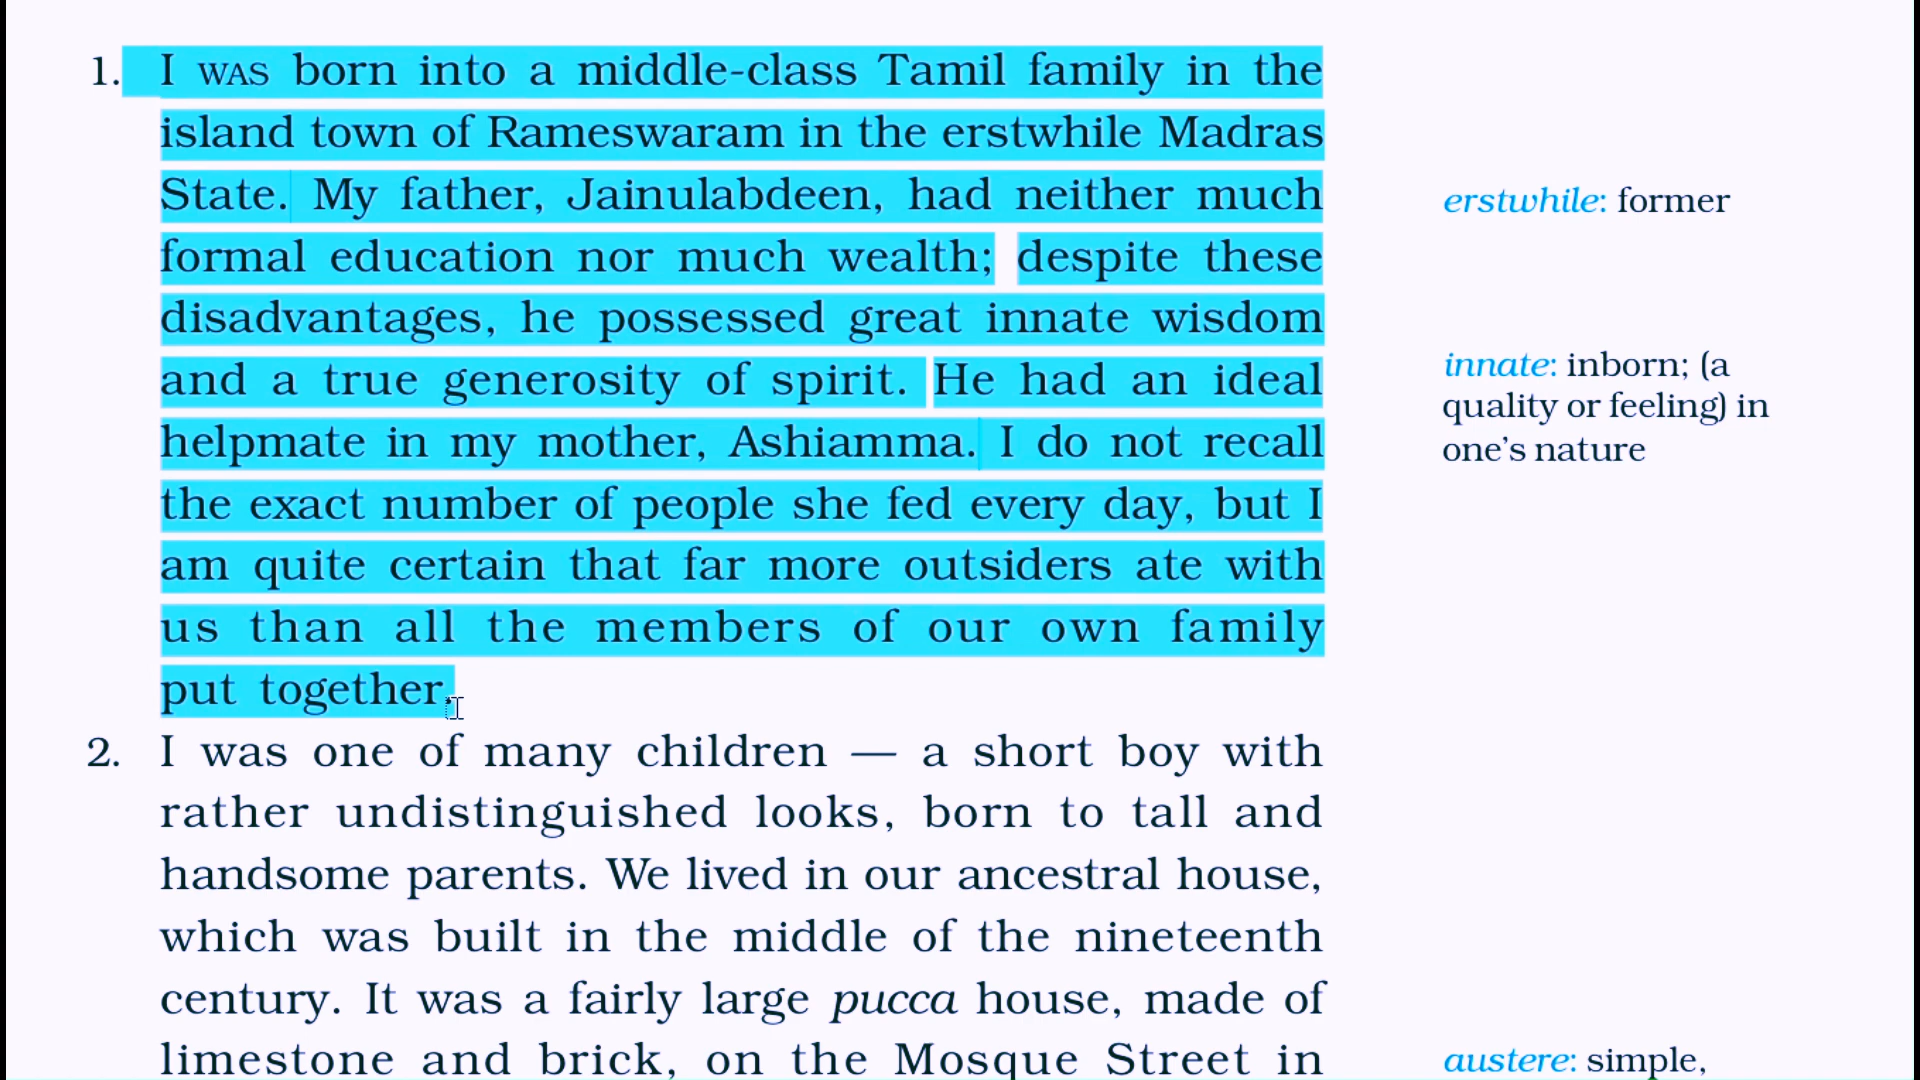 1. I WAS born into a middle-class Tamil family in the
island town of Rameswaram in the erstwhile Madras
State. My father, Jainulabdeen, had neither much
formal education nor much wealth; despite these
disadvantages, he possessed great innate wisdom
and a true generosity of spirit. He had an ideal
helpmate in my mother, Ashiamma. I do not recall
the exact number of people she fed every day, but I
am quite certain that far more outsiders ate with
us than all the members of our own family
put together.
2. I was one of many children — a short boy with
rather undistinguished looks, born to tall and
handsome parents. We lived in our ancestral house,
which was built in the middle of the nineteenth
century. It was a fairly large pucca house, made of
limestone and brick, on the Mosque Street in
erstwhile: former
innate: inborn; (a
quality or feeling) in
one's nature
austere: simple,